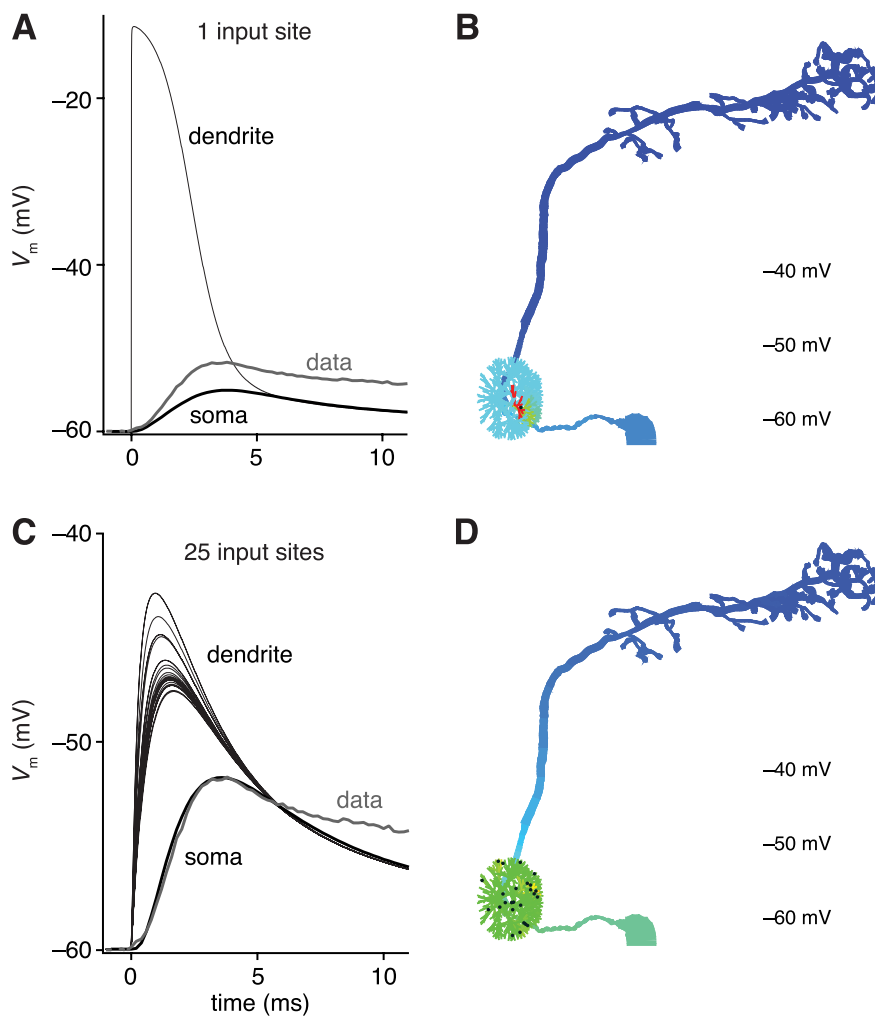 A
1 input site
B
−20
dendrite
Vm (mV)
−40
−40 mV
data
−50 mV
soma
−60
−60 mV
0
5
10
C
−40
25 input sites
D
dendrite
Vm (mV)
−50
−40 mV
data
−50 mV
soma
−60 mV
−60
0
5
10
time (ms)